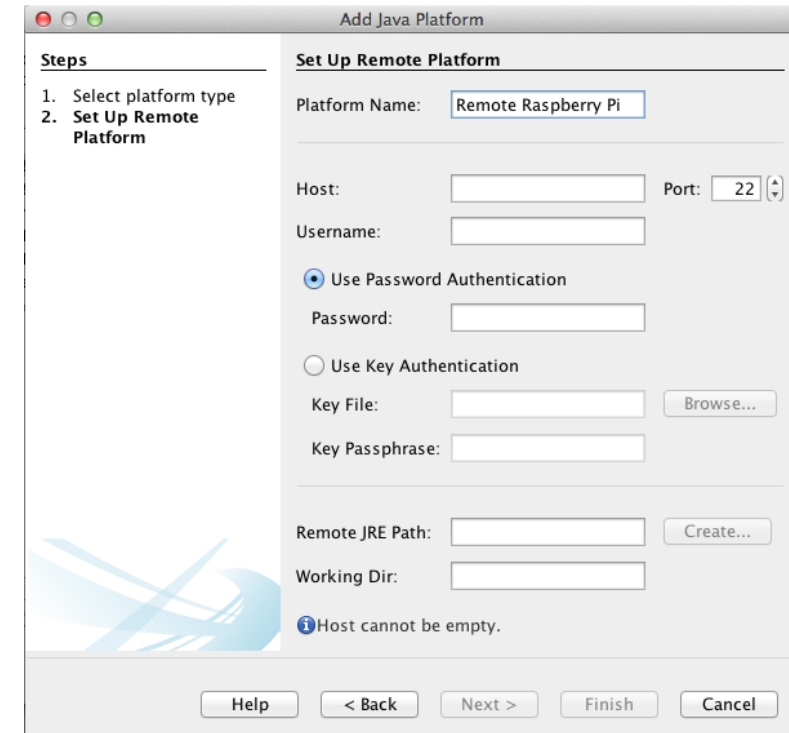 Add Java Platform
Steps
1. Select platform type
2. Set Up Remote
Platform
Set Up Remote Platform
Platform Name: Remote Raspberry Pi
Host: Port: 22
Username:
Use Password Authentication
Password:
Use Key Authentication
Key File: Browse...
Key Passphrase:
Remote JRE Path: Create...
Working Dir:
Host cannot be empty.
Help < Back Next > Finish Cancel